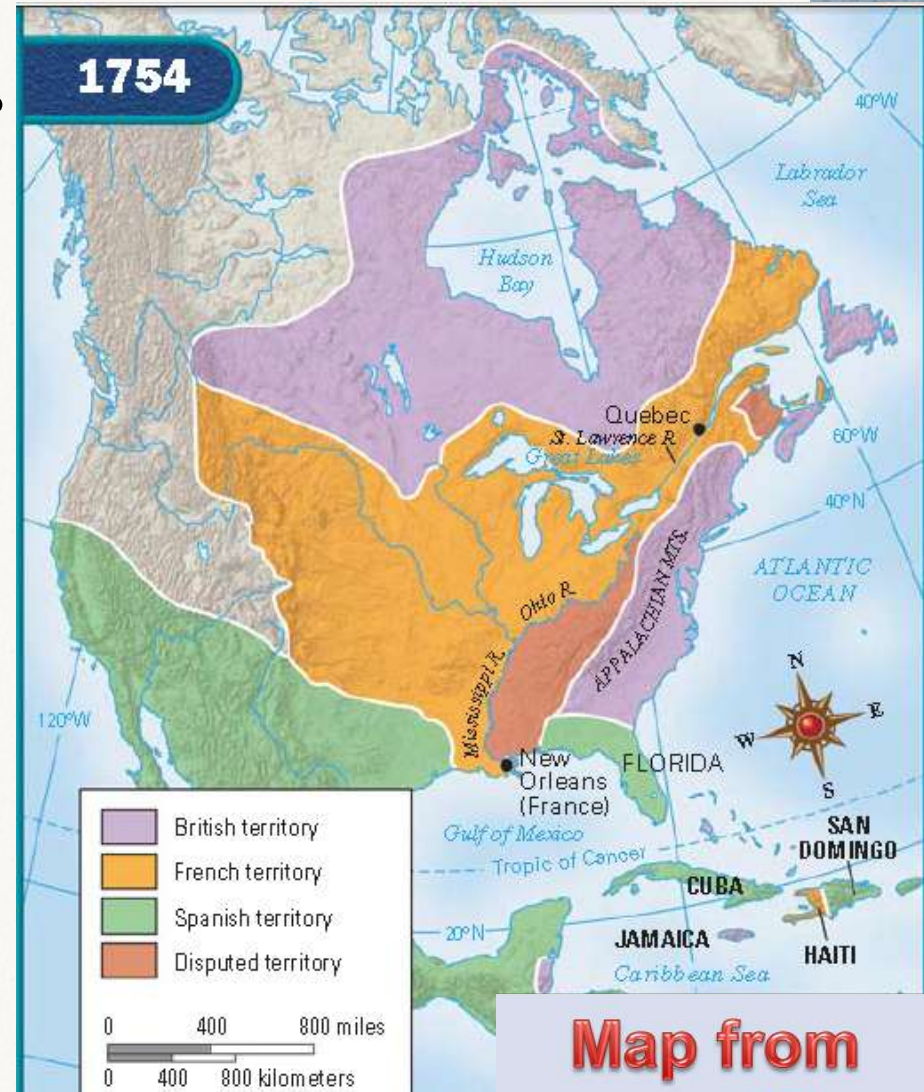 1754
40°W
Labrador
Sea
Hudson
Bay
Quebec
St. Lawrence R
Great Lakes
60°W
40°N
ATLANTIC
OCEAN
APPALACHIAN MTS.
Ohio R.
Mississippi R.
120°W
N
E
W
S
New
Orleans
(France)
FLORIDA
Gulf of Mexico
Tropic of Cancer
SAN
DOMINGO
CUBA
20°N
JAMAICA
HAITI
Caribbean Sea
British territory
French territory
Spanish territory
Disputed territory
0 400 800 miles
0 400 800 kilometers
Map from